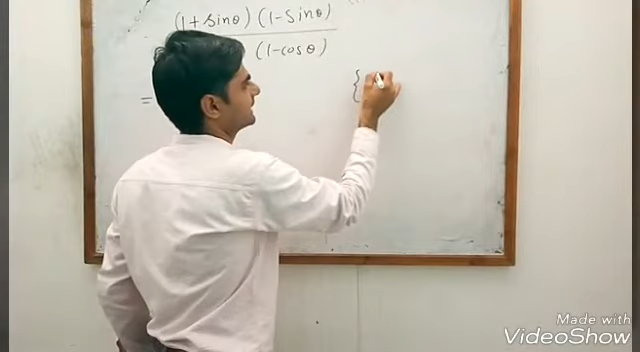 (1+sinθ) (1-sinθ)
(1-cosθ)
=
{
Made with
VideoShow